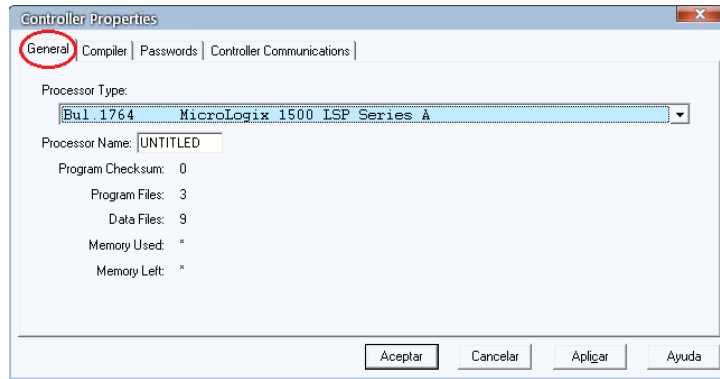 Controller Properties
General Compiler Passwords Controller Communications
Processor Type:
Bul.1764 MicroLogix 1500 LSP Series A
Processor Name: UNTITLED
Program Checksum: 0
Program Files: 3
Data Files: 9
Memory Used: *
Memory Left: *
Aceptar Cancelar Aplicar Ayuda